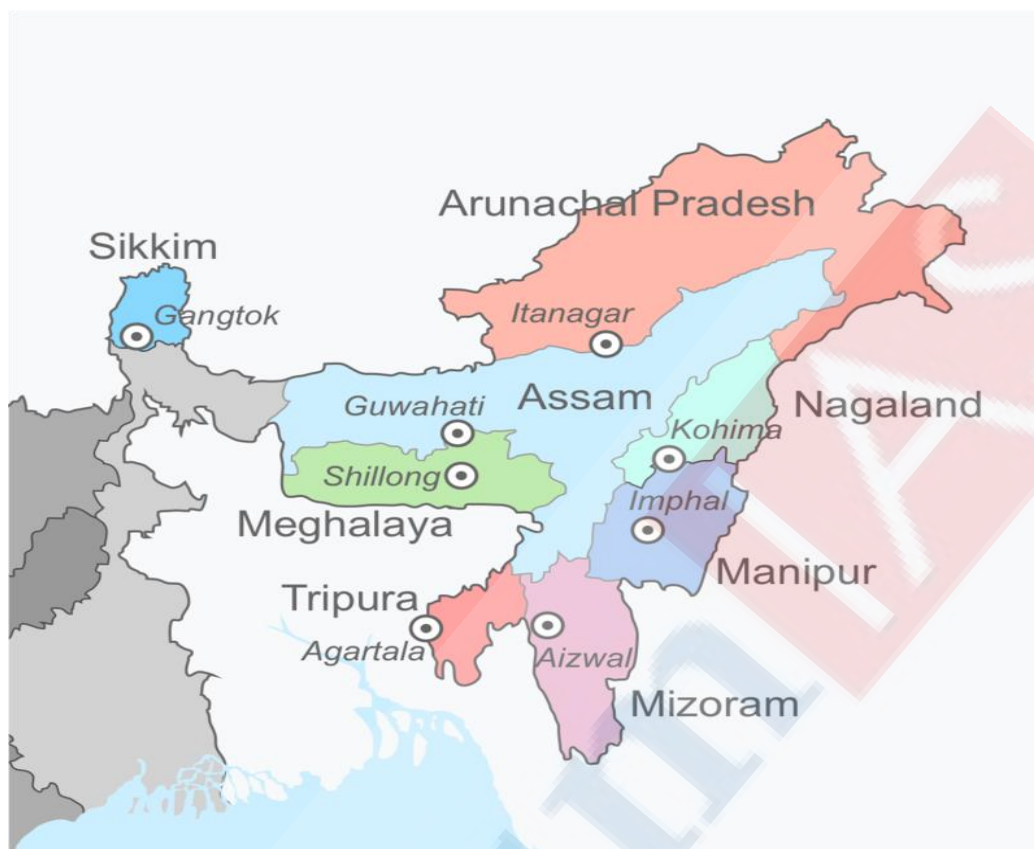 Arunachal Pradesh
Sikkim
Gangtok
Itanagar
Guwahati
Assam
Nagaland
Kohima
Shillong
Imphal
Meghalaya
Manipur
Tripura
Agartala
Aizwal
Mizoram